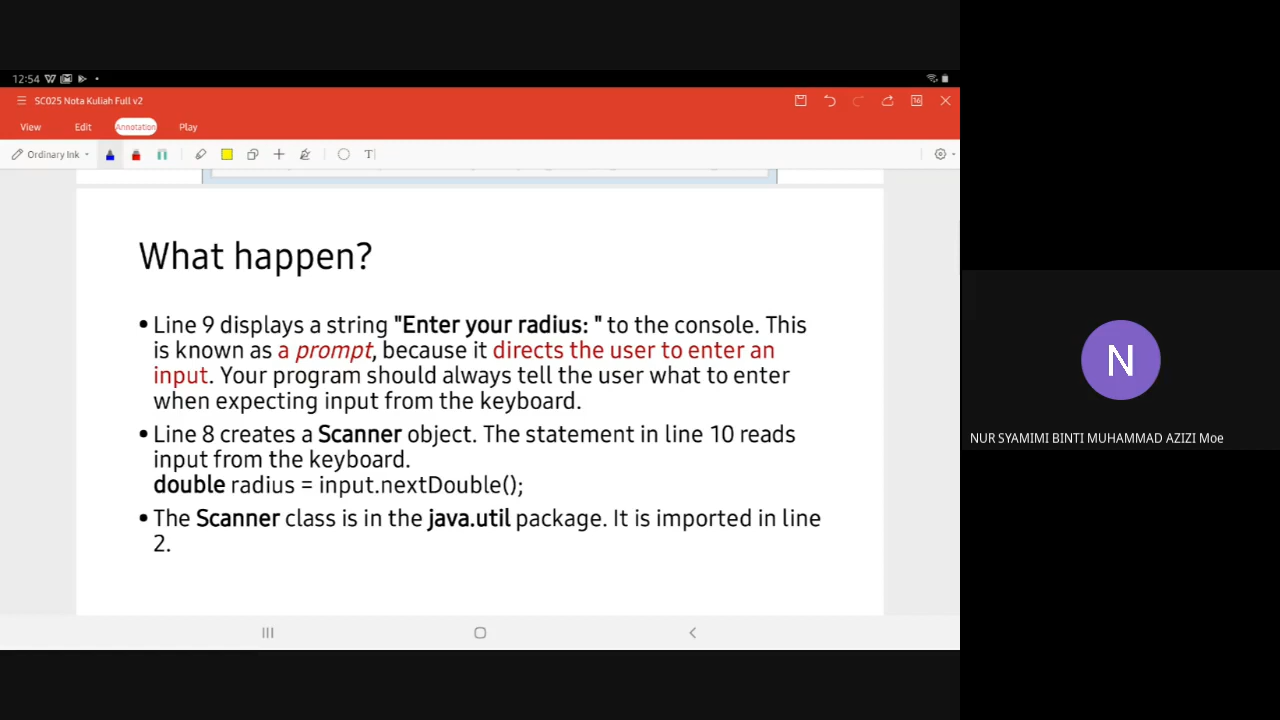 12:54
SC025 Nota Kuliah Full v2
16
View Edit Annotation Play
Ordinary Ink T
What happen?
• Line 9 displays a string "Enter your radius: " to the console. This
is known as a prompt, because it directs the user to enter an
input. Your program should always tell the user what to enter
when expecting input from the keyboard.
• Line 8 creates a Scanner object. The statement in line 10 reads
input from the keyboard.
double radius = input.nextDouble();
• The Scanner class is in the java.util package. It is imported in line
2.
N
NUR SYAMIMI BINTI MUHAMMAD AZIZI Moe